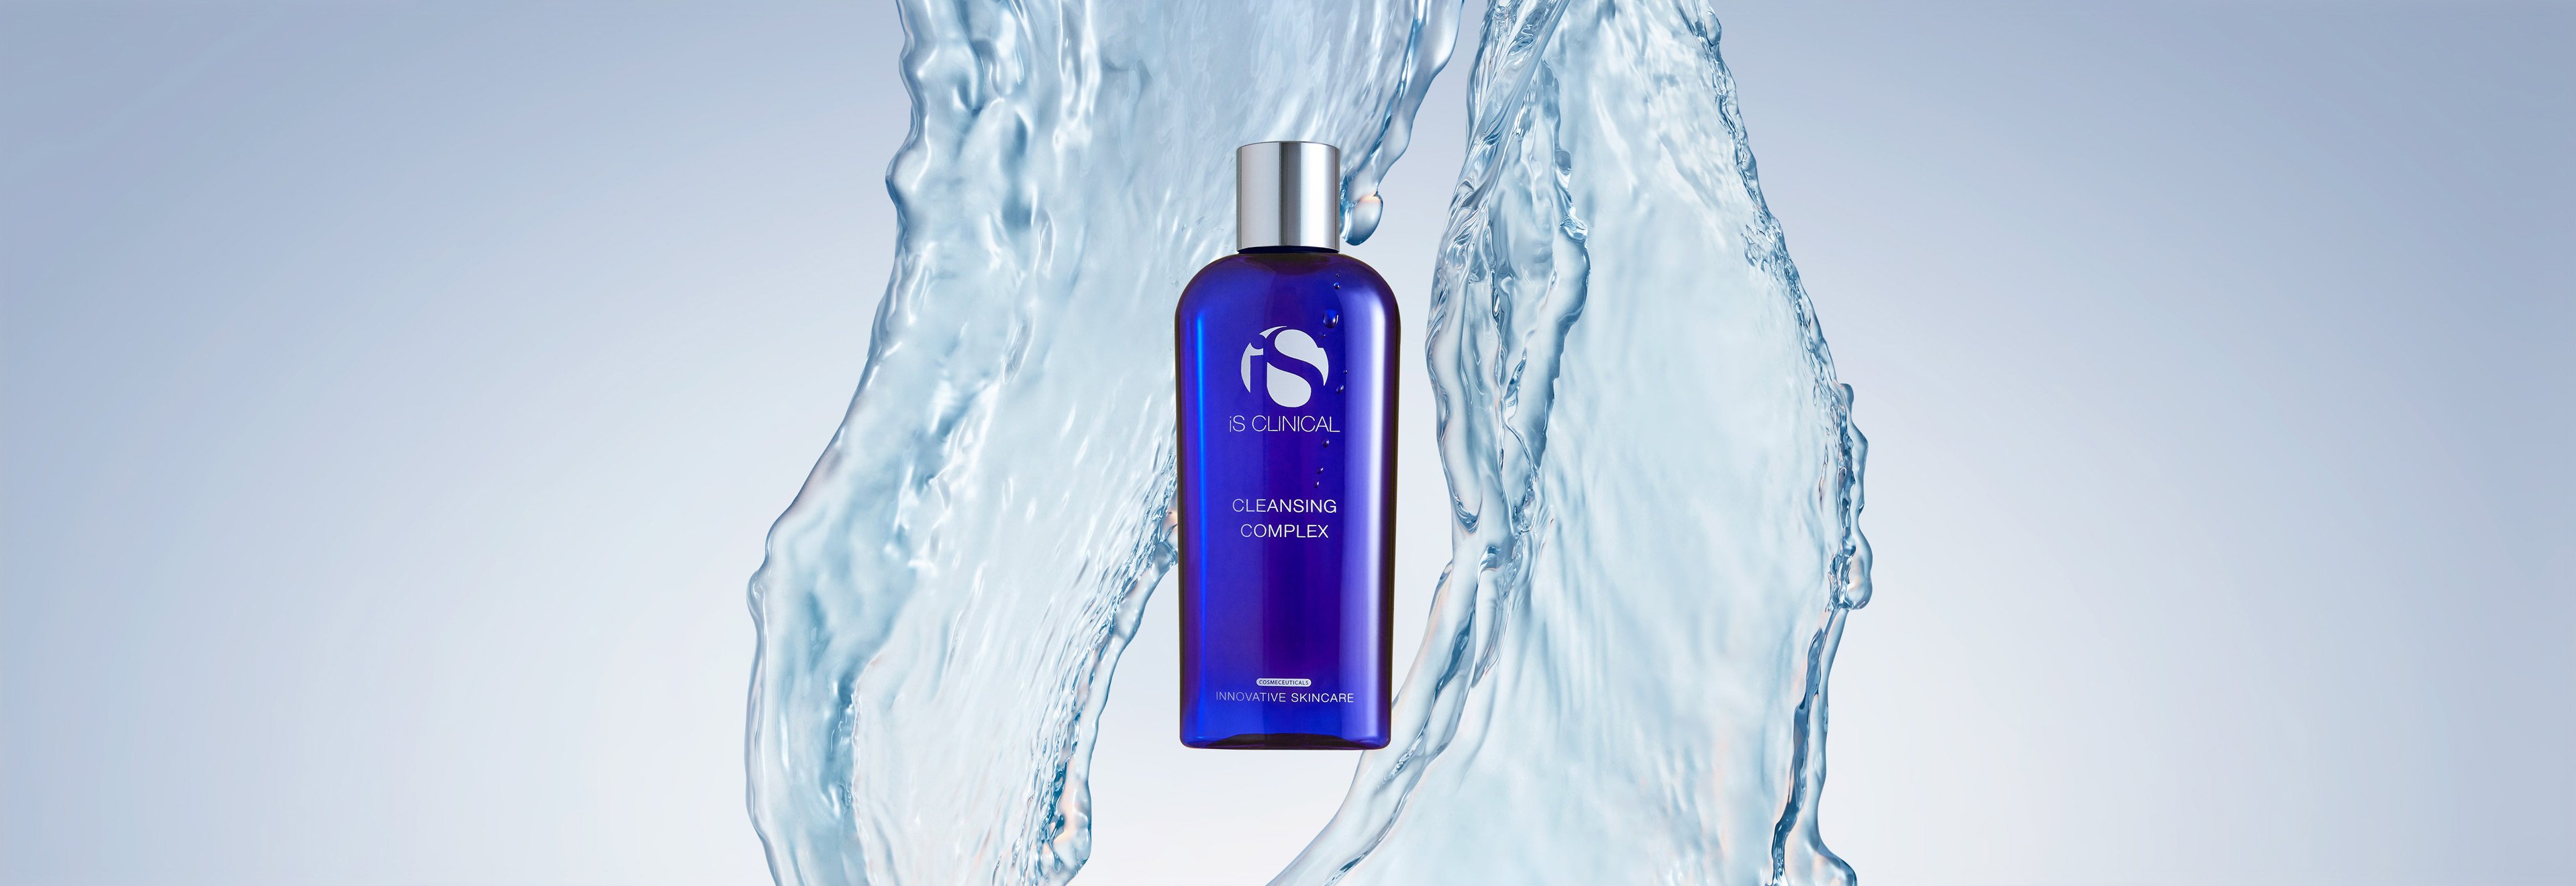 iS
iS CLINICAL
CLEANSING
COMPLEX
COSMECEUTICALS
INNOVATIVE SKINCARE